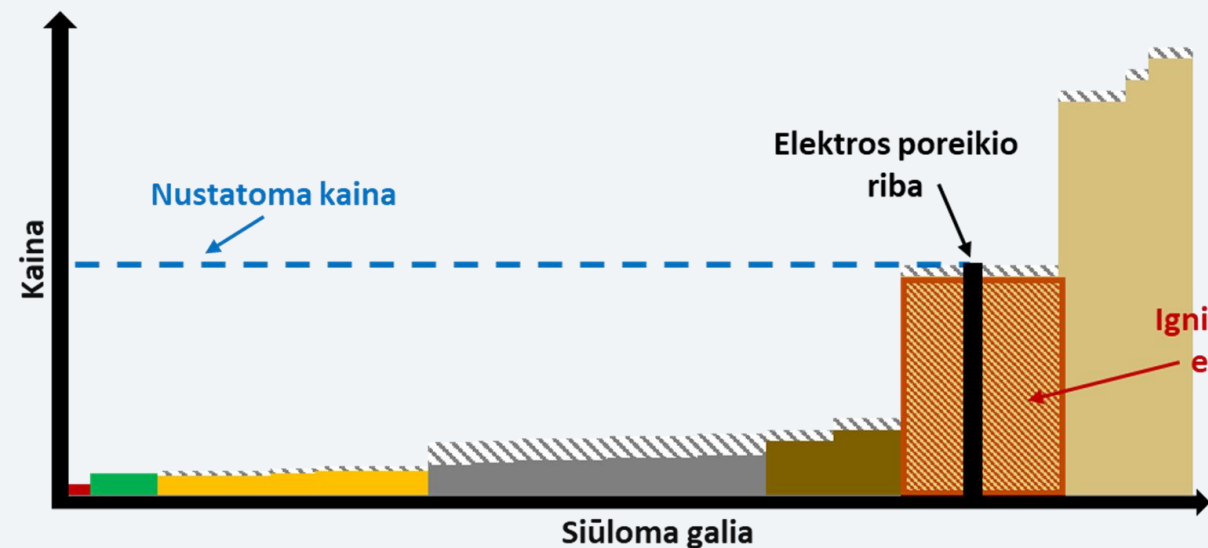 Elektros poreikio
riba
Nustatoma kaina
Kaina
Igni
e
Siūloma galia